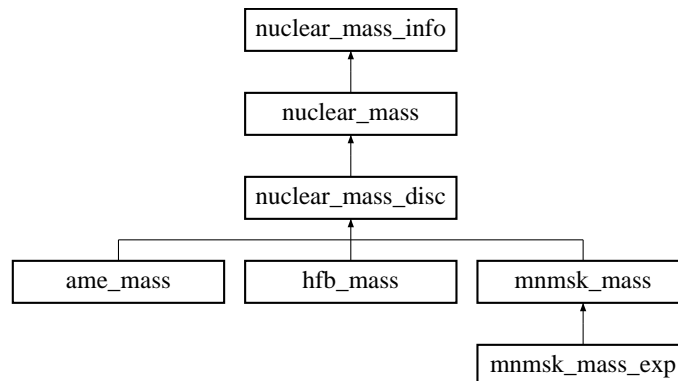 nuclear_mass_info
nuclear_mass
nuclear_mass_disc
ame_mass
hfb_mass
mnmsk_mass
mnmsk_mass_exp